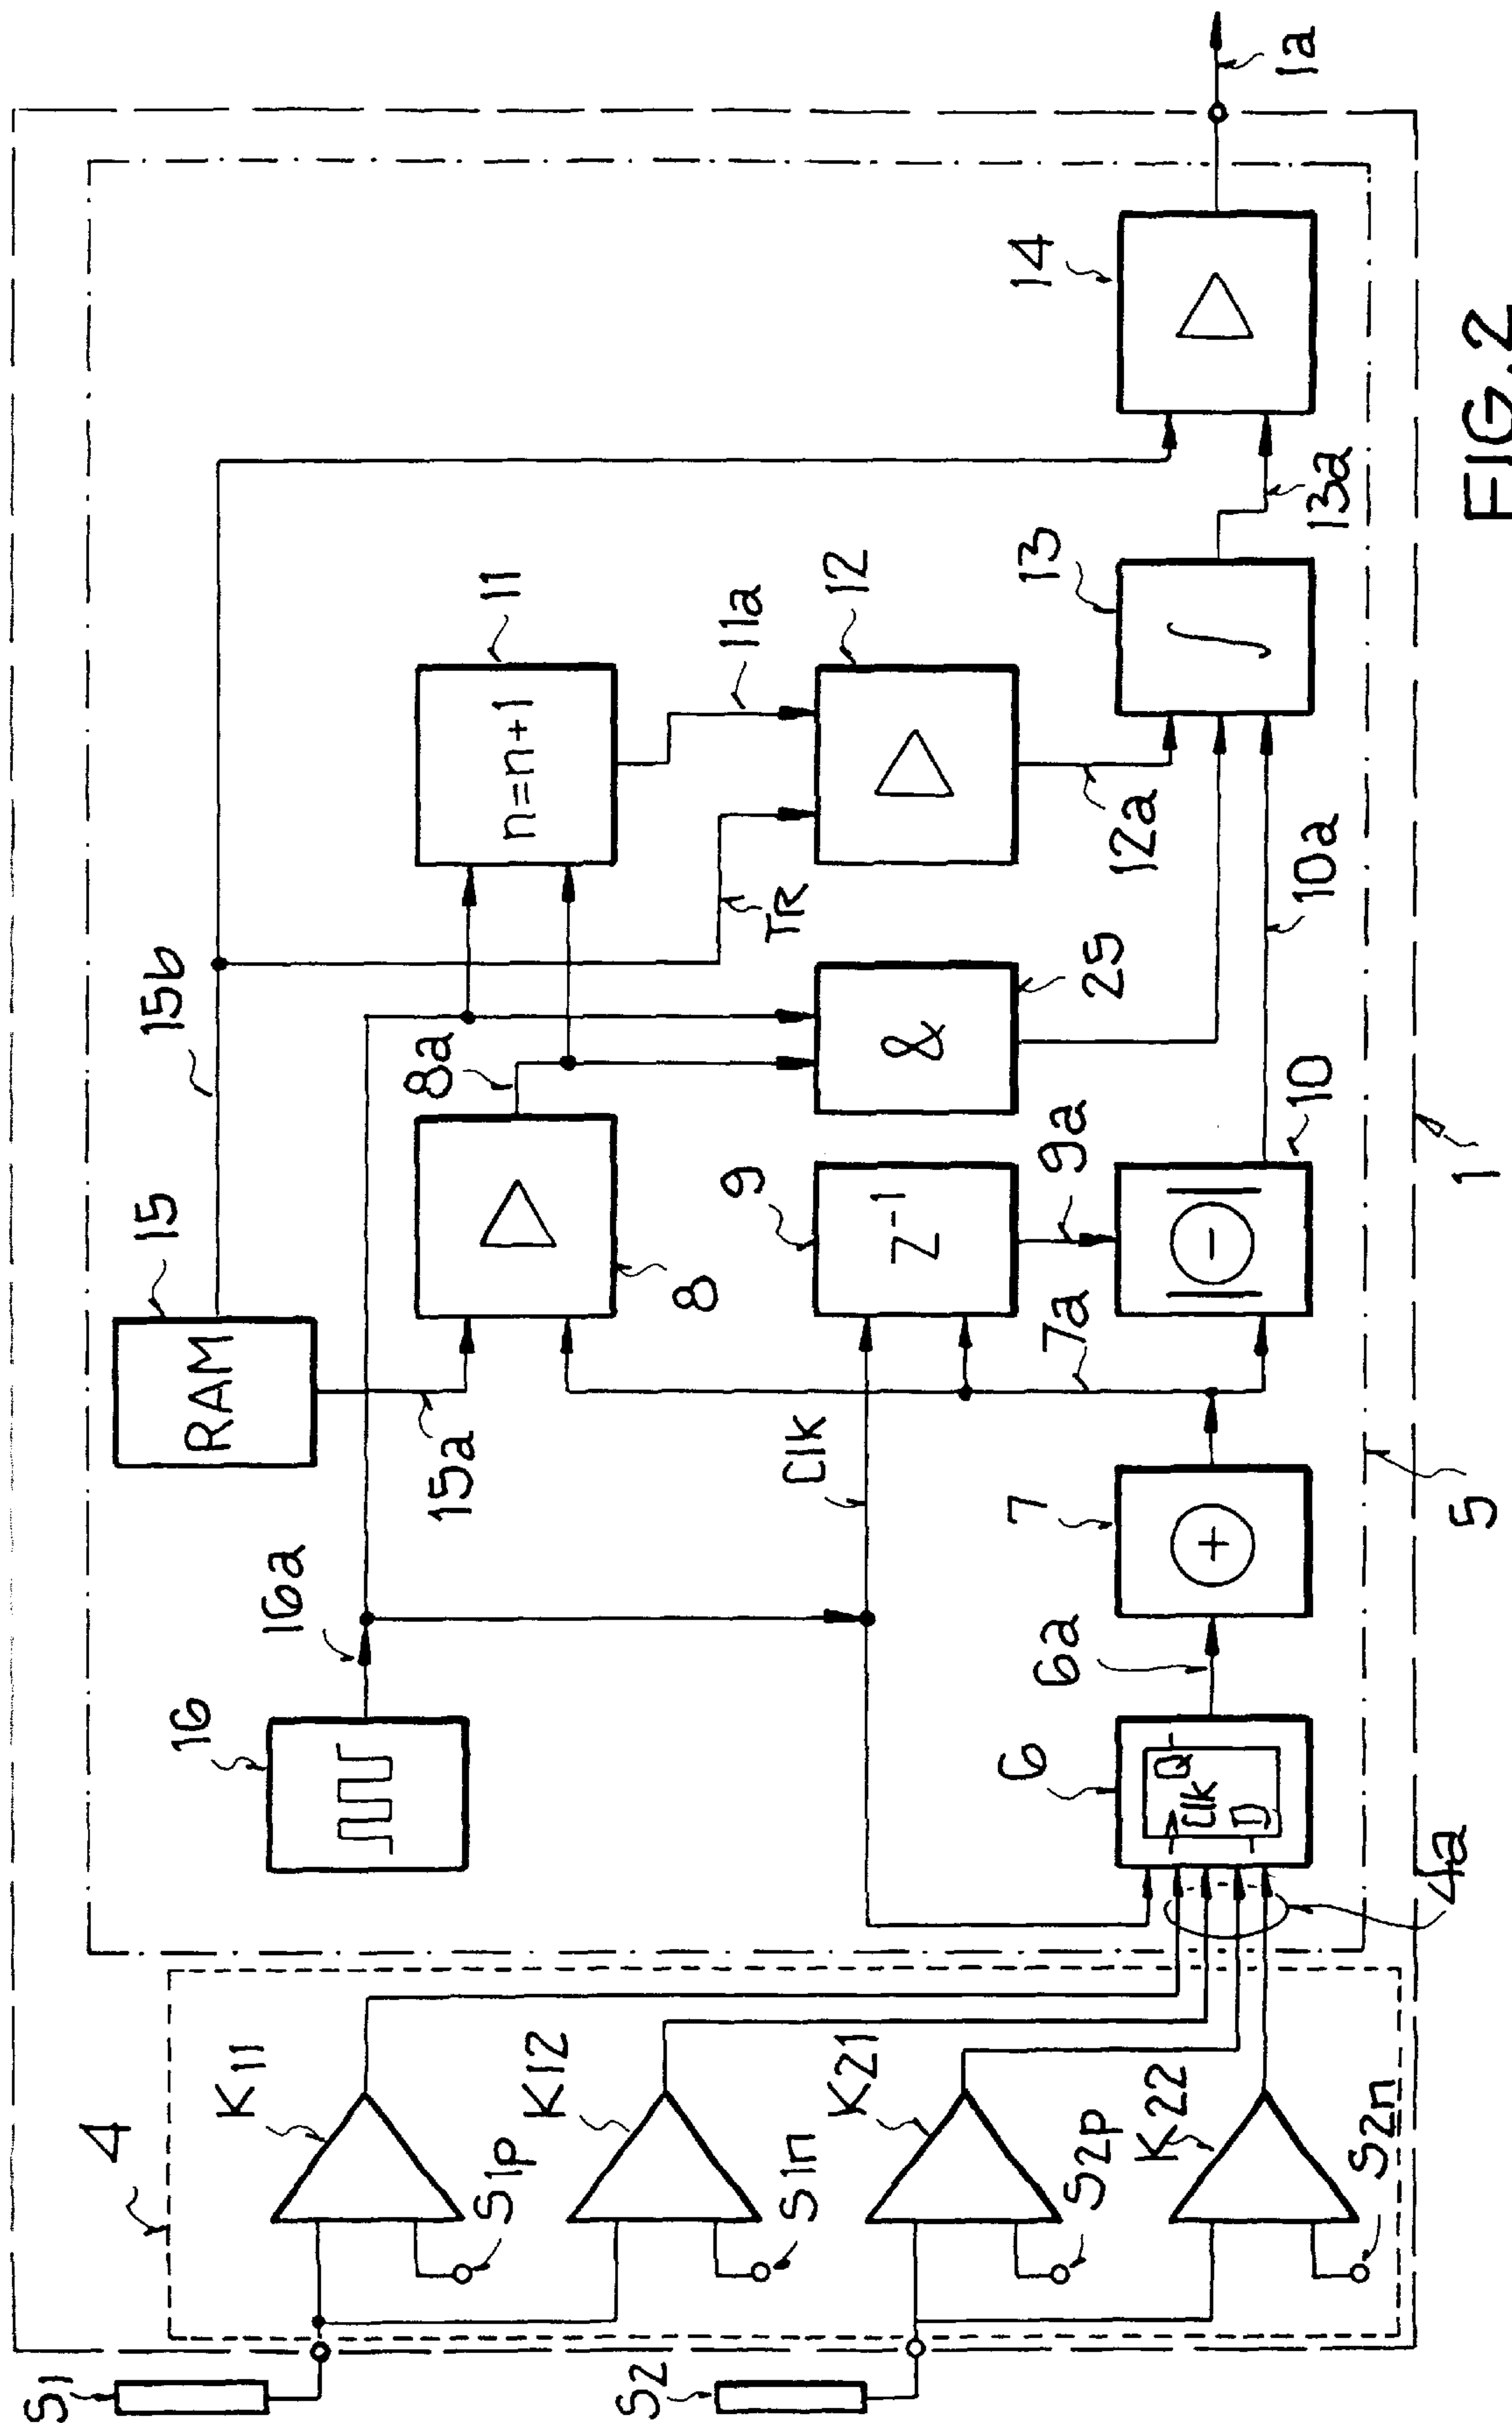 S1
S2
4
K11
S1p
K12
S1n
K21
S2p
K22
S2n
4a
16
16a
15
RAM
15a
15b
8
8a
11
n=n+1
11a
TR
12
12a
&
25
Clk
9
Z-1
9a
7a
6
Clk
Q
D
6a
7
+
10
|-|
10a
13
∫
13a
14
1a
5
1
FIG.2